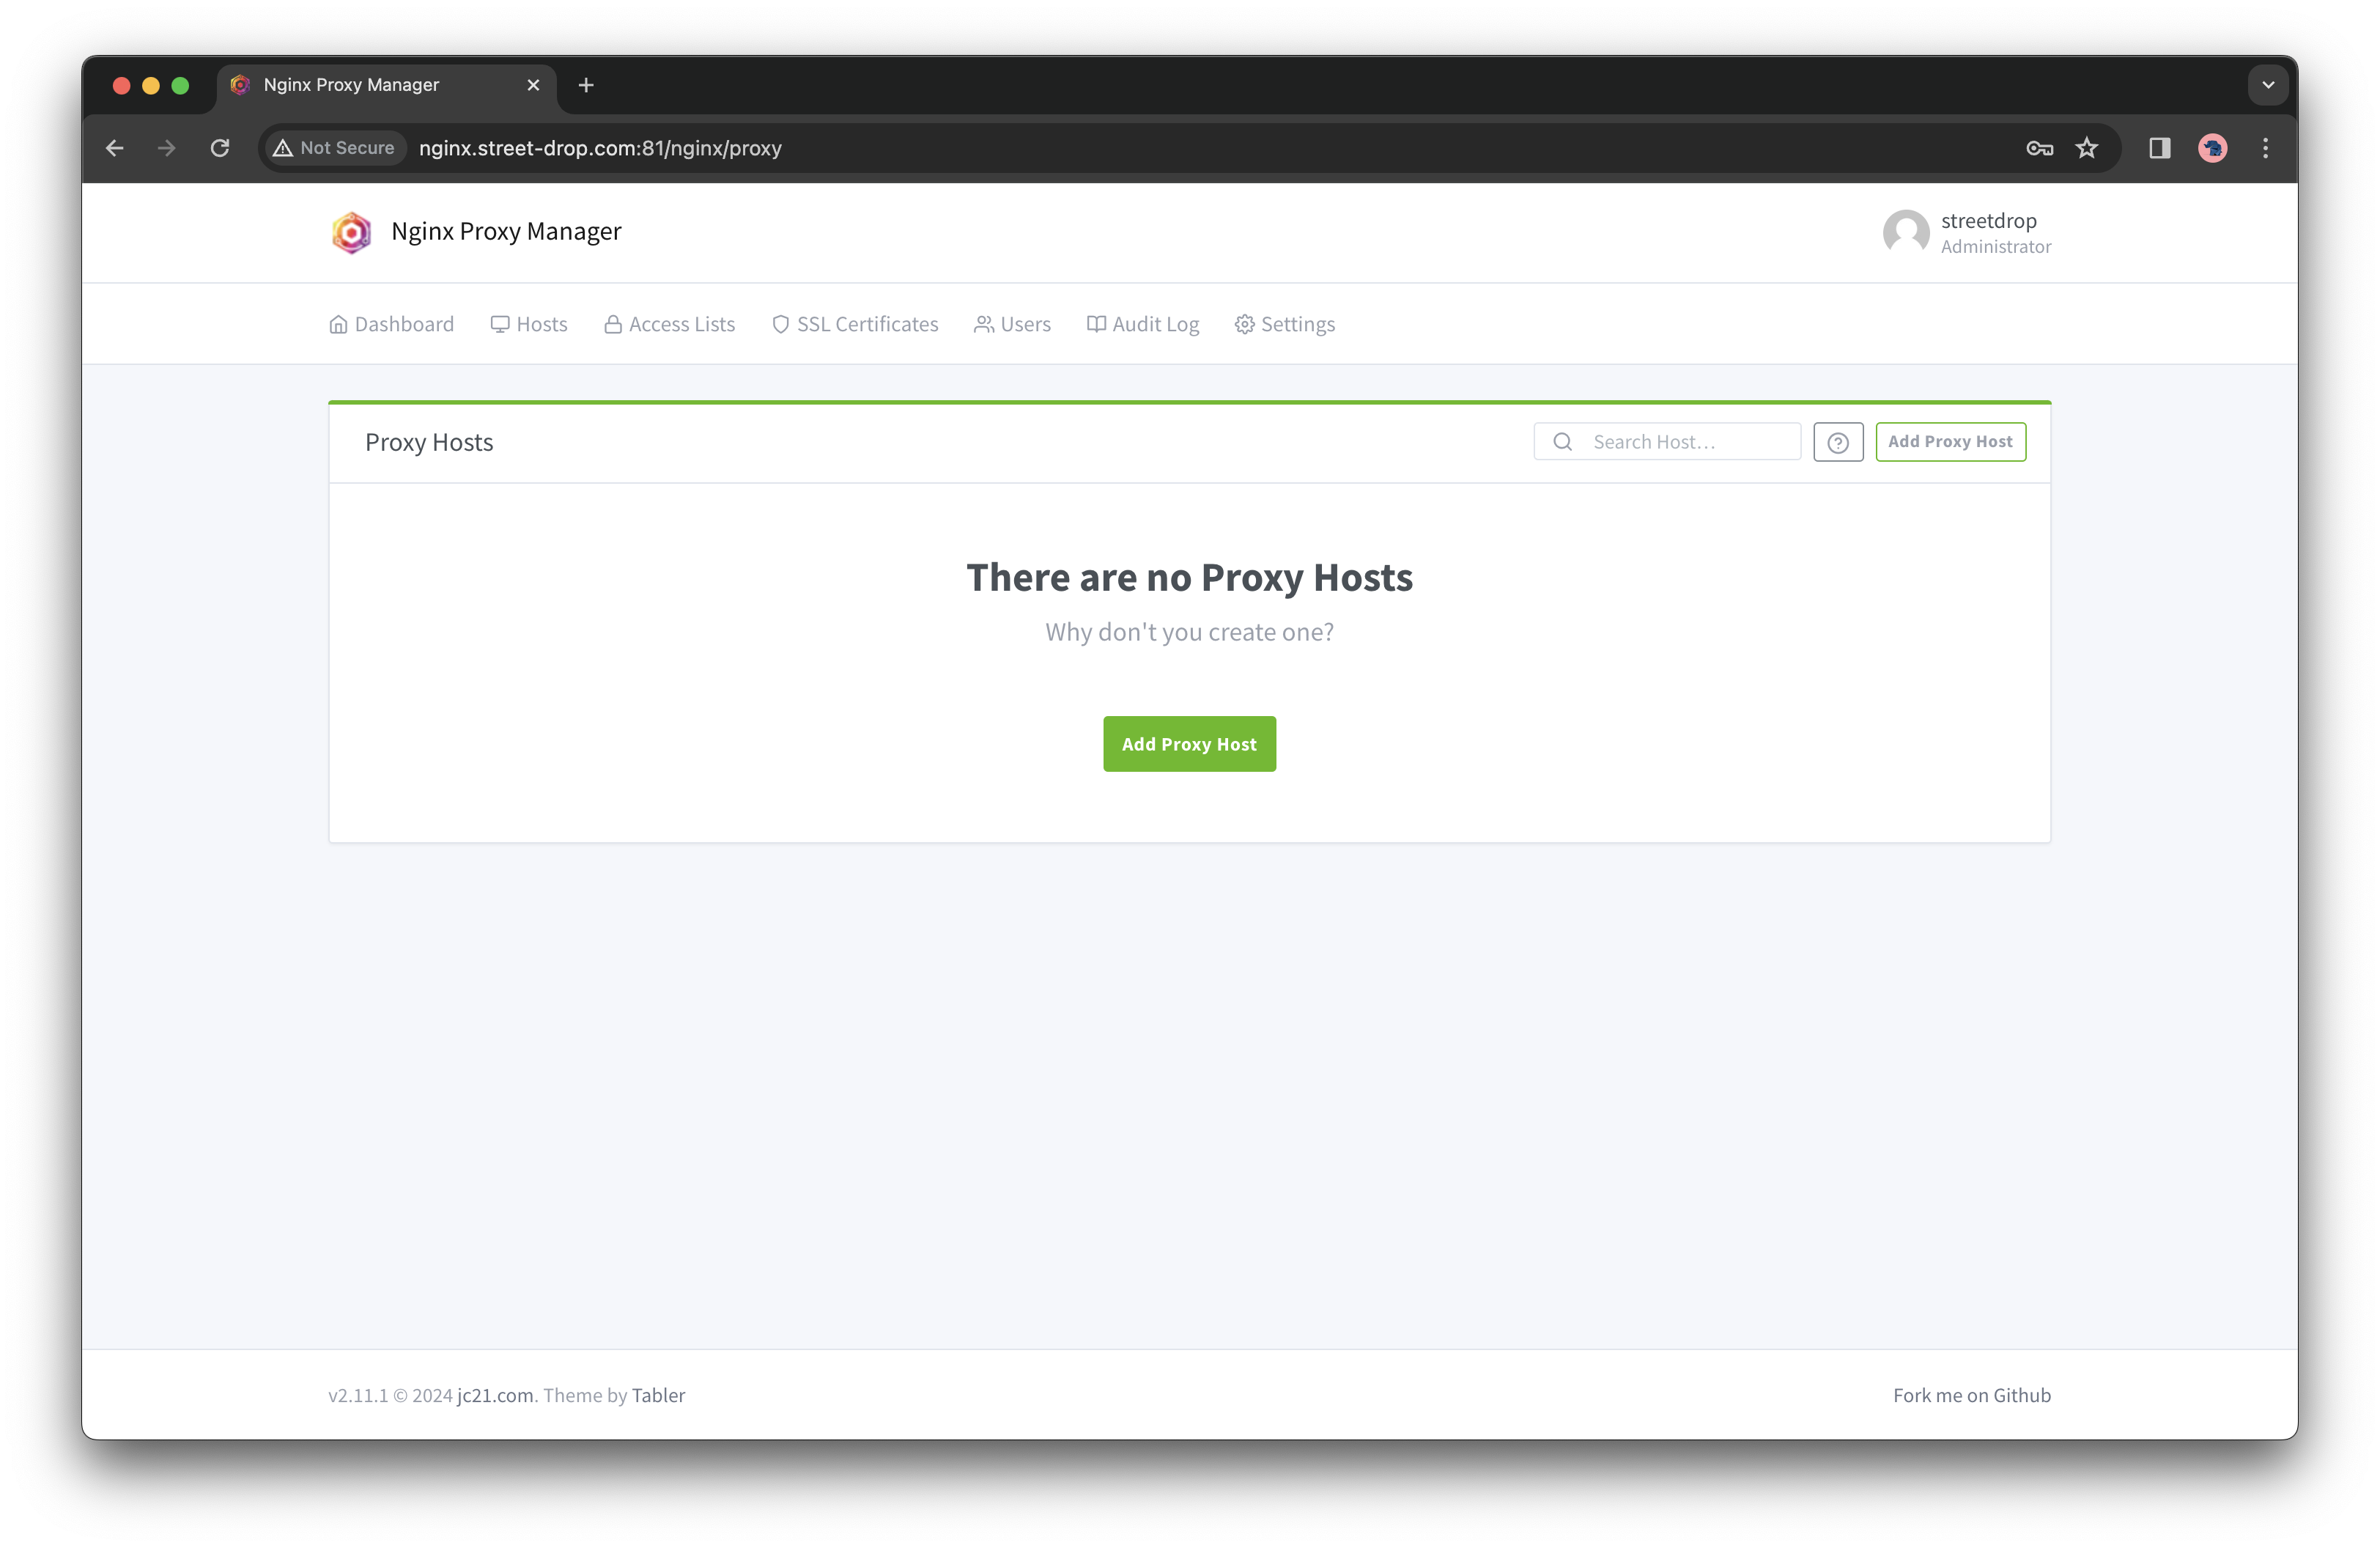 Nginx Proxy Manager
Not Secure nginx.street-drop.com:81/nginx/proxy
Nginx Proxy Manager
streetdrop
Administrator
Dashboard Hosts Access Lists SSL Certificates Users Audit Log Settings
Proxy Hosts Search Host... Add Proxy Host
There are no Proxy Hosts
Why don't you create one?
Add Proxy Host
v2.11.1 © 2024 jc21.com. Theme by Tabler Fork me on Github